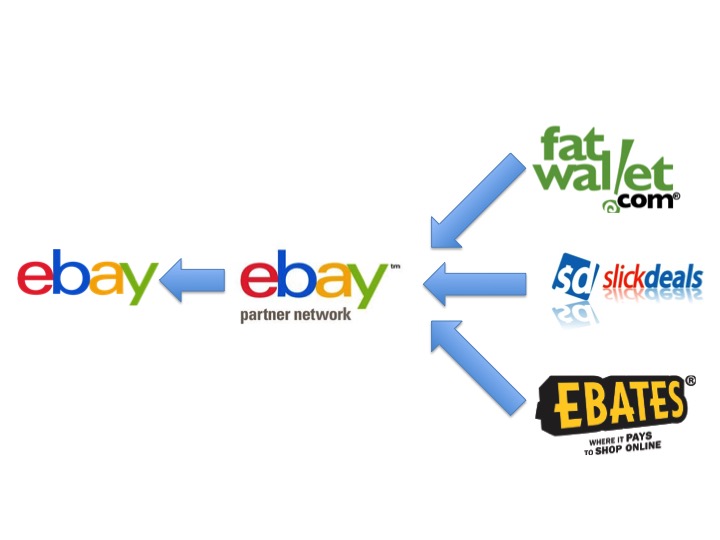 ebay
ebay™
partner network
fat
wallet
.com®
sd slickdeals
EBATES®
WHERE IT PAYS
TO SHOP ONLINE